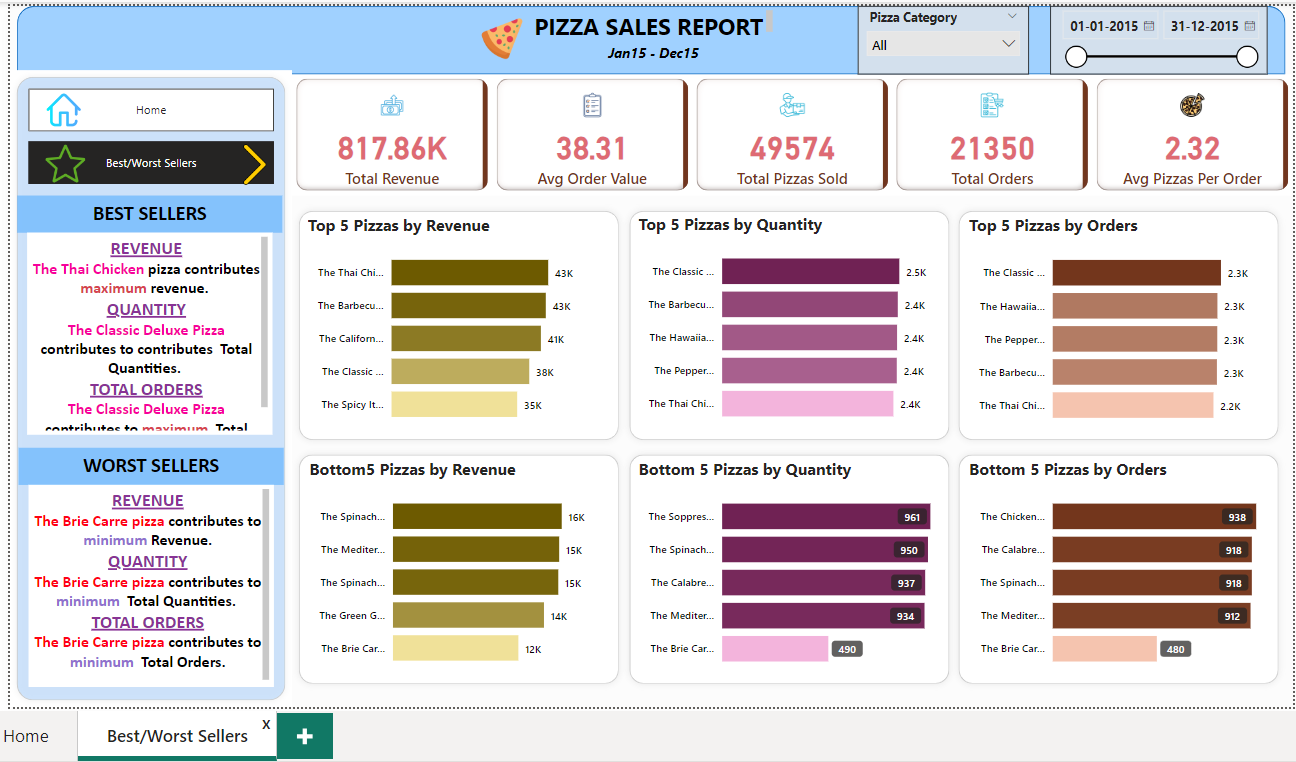 PIZZA SALES REPORT
Jan15 - Dec15
Pizza Category
All
01-01-2015
31-12-2015
Home
Best/Worst Sellers
817.86K
Total Revenue
38.31
Avg Order Value
49574
Total Pizzas Sold
21350
Total Orders
2.32
Avg Pizzas Per Order
BEST SELLERS
REVENUE
The Thai Chicken pizza contributes
maximum revenue.
QUANTITY
The Classic Deluxe Pizza
contributes to contributes Total
Quantities.
TOTAL ORDERS
The Classic Deluxe Pizza
contributes to maximum Total
WORST SELLERS
REVENUE
The Brie Carre pizza contributes to
minimum Revenue.
QUANTITY
The Brie Carre pizza contributes to
minimum Total Quantities.
TOTAL ORDERS
The Brie Carre pizza contributes to
minimum Total Orders.
Top 5 Pizzas by Revenue
The Thai Chi... 43K
The Barbecu... 43K
The Californ... 41K
The Classic ... 38K
The Spicy It... 35K
Top 5 Pizzas by Quantity
The Classic ... 2.5K
The Barbecu... 2.4K
The Hawaiia... 2.4K
The Pepper... 2.4K
The Thai Chi... 2.4K
Top 5 Pizzas by Orders
The Classic ... 2.3K
The Hawaiia... 2.3K
The Pepper... 2.3K
The Barbecu... 2.3K
The Thai Chi... 2.2K
Bottom5 Pizzas by Revenue
The Spinach... 16K
The Mediter... 15K
The Spinach... 15K
The Green G... 14K
The Brie Car... 12K
Bottom 5 Pizzas by Quantity
The Soppres... 961
The Spinach... 950
The Calabre... 937
The Mediter... 934
The Brie Car... 490
Bottom 5 Pizzas by Orders
The Chicken... 938
The Calabre... 918
The Spinach... 918
The Mediter... 912
The Brie Car... 480
Home
Best/Worst Sellers
x
+